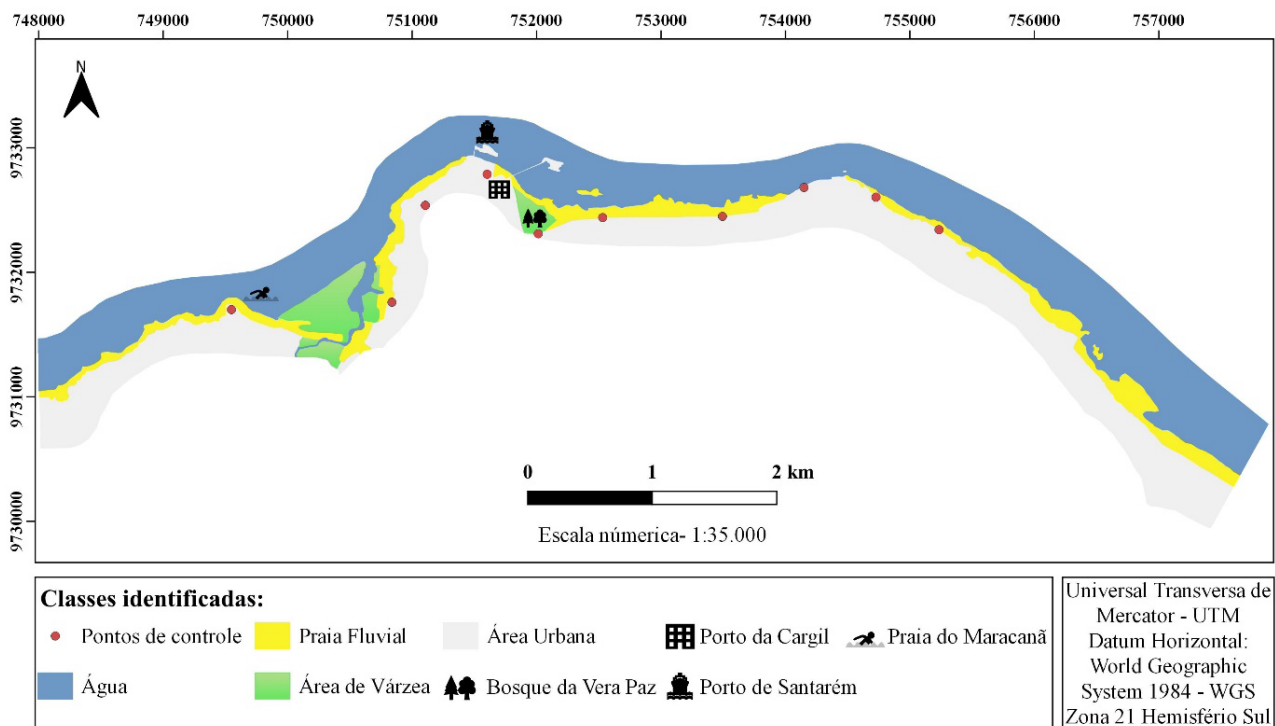 748000 749000 750000 751000 752000 753000 754000 755000 756000 757000
N
9733000
9732000
9731000
9730000
0 1 2 km
Escala númerica- 1:35.000
Classes identificadas:
Pontos de controle
Praia Fluvial
Área Urbana
Porto da Cargil
Praia do Maracanã
Água
Área de Várzea
Bosque da Vera Paz
Porto de Santarém
Universal Transversa de
Mercator - UTM
Datum Horizontal:
World Geographic
System 1984 - WGS
Zona 21 Hemisfério Sul